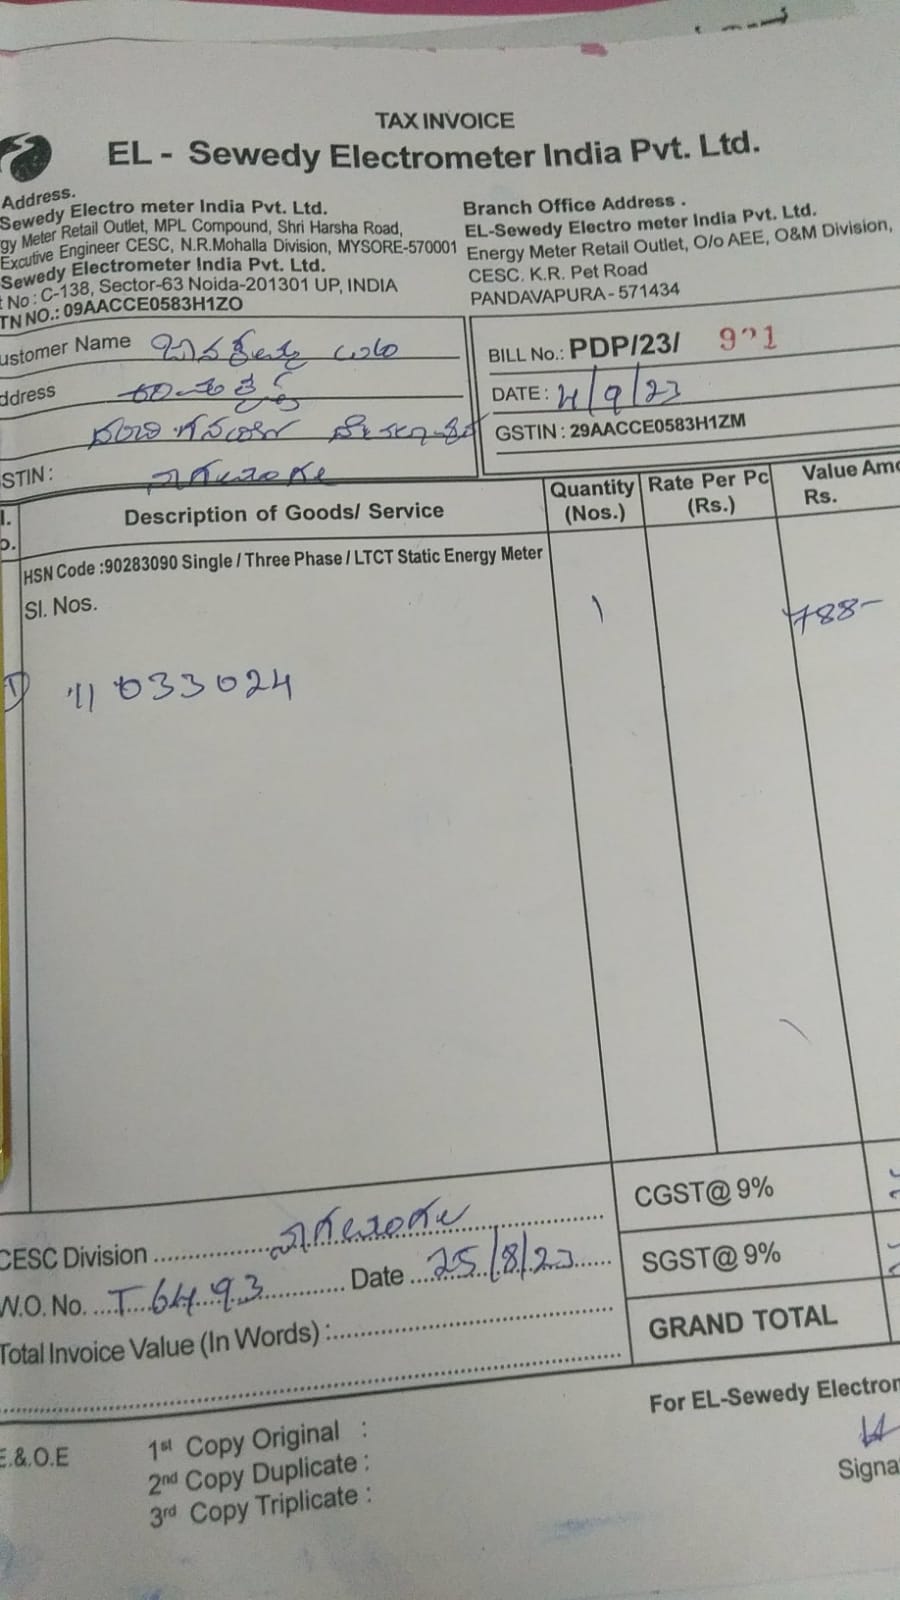 TAX INVOICE
EL - Sewedy Electrometer India Pvt. Ltd.
Address.
Sewedy Electro meter India Pvt. Ltd.
gy Meter Retail Outlet, MPL Compound, Shri Harsha Road,
Excutive Engineer CESC, N.R.Mohalla Division, MYSORE-570001
Sewedy Electrometer India Pvt. Ltd.
No : C-138, Sector-63 Noida-201301 UP, INDIA
TN NO.: 09AACCE0583H1ZO
Branch Office Address .
EL-Sewedy Electro meter India Pvt. Ltd.
Energy Meter Retail Outlet, O/o AEE, O&M Division,
CESC. K.R. Pet Road
PANDAVAPURA - 571434
ustomer Name
ddress
STIN :
BILL No.: PDP/23/ 921
DATE : 4/9/23
GSTIN : 29AACCE0583H1ZM
Description of Goods/ Service
Quantity (Nos.)
Rate Per Pc (Rs.)
Value Amo Rs.
HSN Code :90283090 Single / Three Phase / LTCT Static Energy Meter
Sl. Nos.
1
788-
1) 11033024
CGST@ 9%
SGST@ 9%
GRAND TOTAL
CESC Division
W.O. No. T 6493 Date 25/8/23
Total Invoice Value (In Words) :
For EL-Sewedy Electron
E.&.O.E
1st Copy Original :
2nd Copy Duplicate :
3rd Copy Triplicate :
Signa